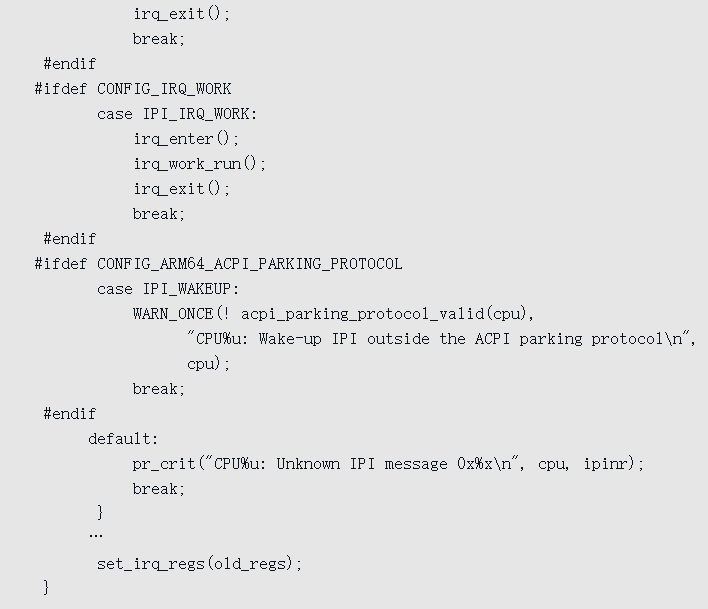 irq_exit();
break;
#endif
#ifdef CONFIG_IRQ_WORK
case IPI_IRQ_WORK:
irq_enter();
irq_work_run();
irq_exit();
break;
#endif
#ifdef CONFIG_ARM64_ACPI_PARKING_PROTOCOL
case IPI_WAKEUP:
WARN_ONCE(! acpi_parking_protocol_valid(cpu),
"CPU%u: Wake-up IPI outside the ACPI parking protocol\n",
cpu);
break;
#endif
default:
pr_crit("CPU%u: Unknown IPI message 0x%x\n", cpu, ipinr);
break;
}
…
set_irq_regs(old_regs);
}